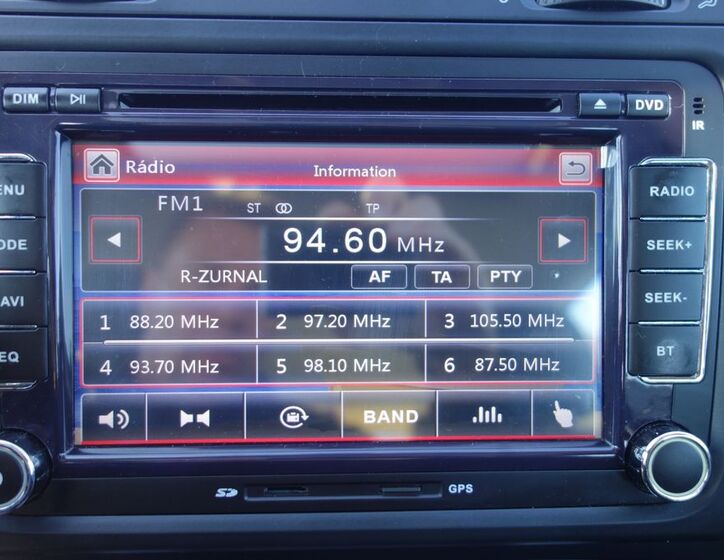 DIM DVD
IR
Rádio Information
ENU RADIO
FM1 ST TP
ODE 94.60 MHz SEEK+
R-ZURNAL AF TA PTY
AVI SEEK-
1 88.20 MHz 2 97.20 MHz 3 105.50 MHz
EQ BT
4 93.70 MHz 5 98.10 MHz 6 87.50 MHz
BAND
SD GPS